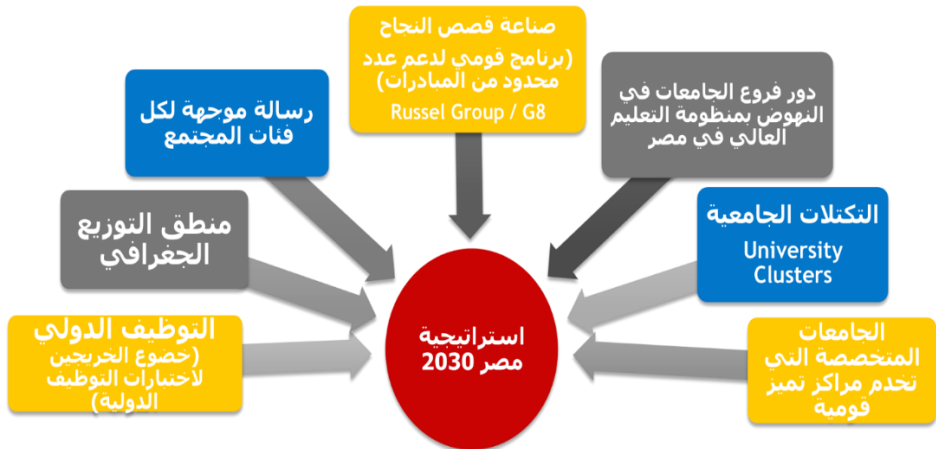 صناعة قصص النجاح
(برنامج قومي لدعم عدد
محدود من المبادرات)
Russel Group / G8
دور فروع الجامعات في
النهوض بمنظومة التعليم
العالي في مصر
رسالة موجهة لكل
فئات المجتمع
التكتلات الجامعية
University
Clusters
منطق التوزيع
الجغرافي
الجامعات
المتخصصة التي
تخدم مراكز تميز
قومية
التوظيف الدولي
(خضوع الخريجين
لاختبارات التوظيف
الدولية)
استراتيجية
مصر 2030